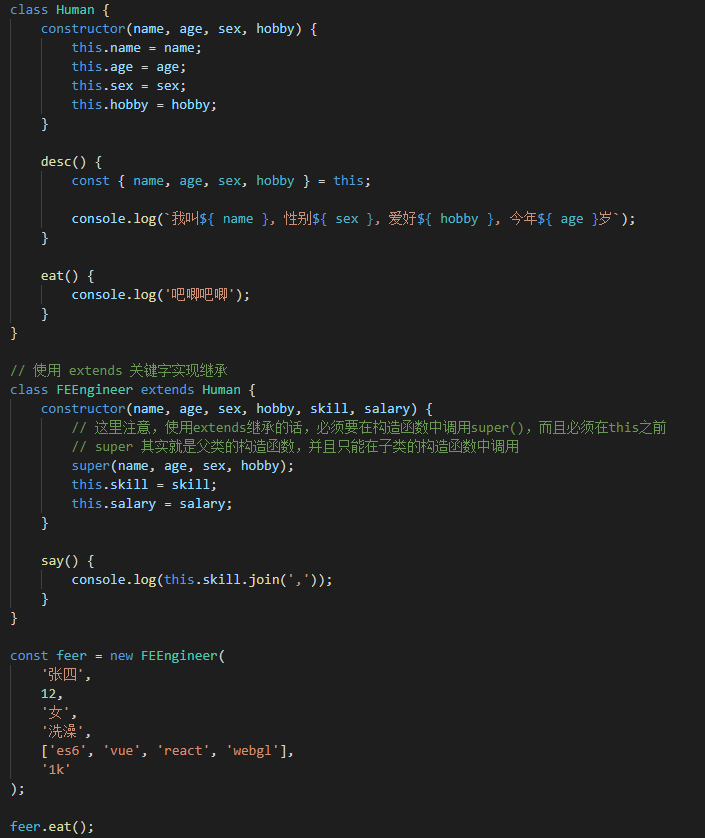 class Human {
    constructor(name, age, sex, hobby) {
        this.name = name;
        this.age = age;
        this.sex = sex;
        this.hobby = hobby;
    }

    desc() {
        const { name, age, sex, hobby } = this;

        console.log(`我叫${ name }, 性别${ sex }, 爱好${ hobby }, 今年${ age }岁`);
    }

    eat() {
        console.log('吧唧吧唧');
    }
}

// 使用 extends 关键字实现继承
class FEEngineer extends Human {
    constructor(name, age, sex, hobby, skill, salary) {
        // 这里注意，使用extends继承的话，必须要在构造函数中调用super()，而且必须在this之前
        // super 其实就是父类的构造函数，并且只能在子类的构造函数中调用
        super(name, age, sex, hobby);
        this.skill = skill;
        this.salary = salary;
    }

    say() {
        console.log(this.skill.join(','));
    }
}

const feer = new FEEngineer(
    '张四',
    12,
    '女',
    '洗澡',
    ['es6', 'vue', 'react', 'webgl'],
    '1k'
);

feer.eat();